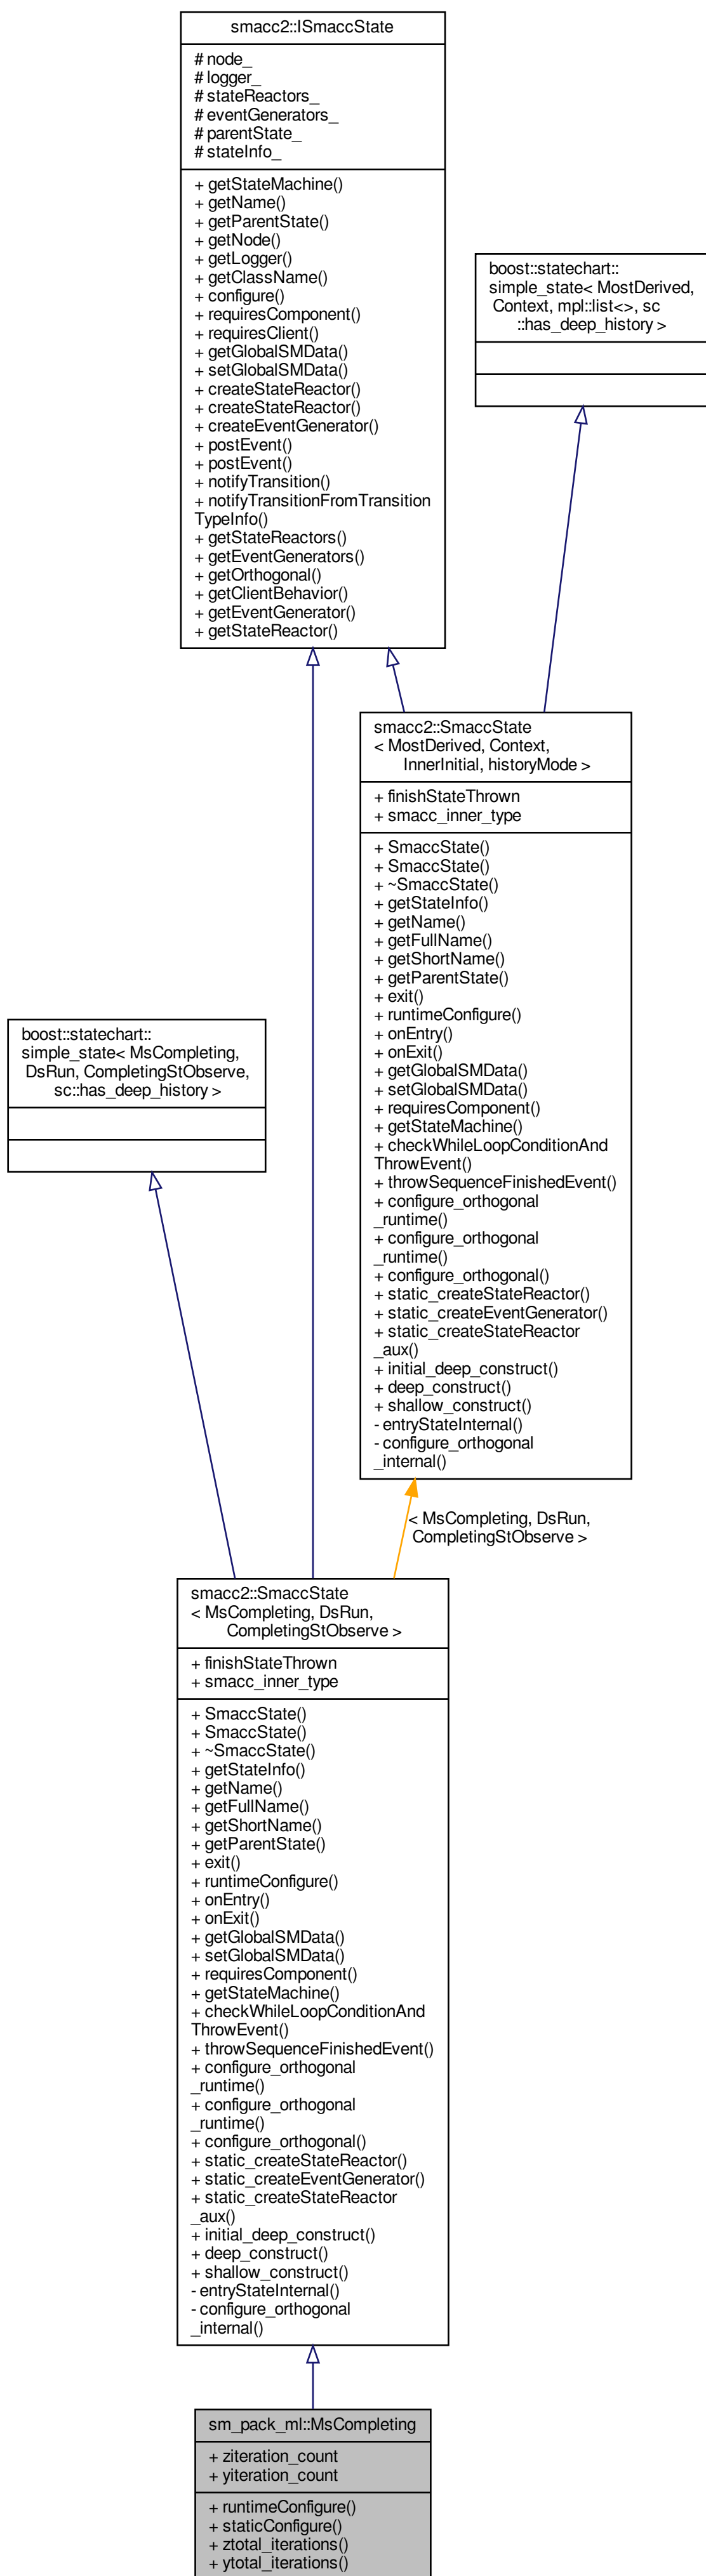 smacc2::ISmaccState
# node_
# logger_
# stateReactors_
# eventGenerators_
# parentState_
# stateInfo_
+ getStateMachine()
+ getName()
+ getParentState()
+ getNode()
+ getLogger()
+ getClassName()
+ configure()
+ requiresComponent()
+ requiresClient()
+ getGlobalSMData()
+ setGlobalSMData()
+ createStateReactor()
+ createStateReactor()
+ createEventGenerator()
+ postEvent()
+ postEvent()
+ notifyTransition()
+ notifyTransitionFromTransition
TypeInfo()
+ getStateReactors()
+ getEventGenerators()
+ getOrthogonal()
+ getClientBehavior()
+ getEventGenerator()
+ getStateReactor()
boost::statechart::
simple_state< MostDerived,
Context, mpl::list<>, sc
::has_deep_history >
smacc2::SmaccState
< MostDerived, Context,
InnerInitial, historyMode >
+ finishStateThrown
+ smacc_inner_type
+ SmaccState()
+ SmaccState()
+ ~SmaccState()
+ getStateInfo()
+ getName()
+ getFullName()
+ getShortName()
+ getParentState()
+ exit()
+ runtimeConfigure()
+ onEntry()
+ onExit()
+ getGlobalSMData()
+ setGlobalSMData()
+ requiresComponent()
+ getStateMachine()
+ checkWhileLoopConditionAnd
ThrowEvent()
+ throwSequenceFinishedEvent()
+ configure_orthogonal
_runtime()
+ configure_orthogonal
_runtime()
+ configure_orthogonal()
+ static_createStateReactor()
+ static_createEventGenerator()
+ static_createStateReactor
_aux()
+ initial_deep_construct()
+ deep_construct()
+ shallow_construct()
- entryStateInternal()
- configure_orthogonal
_internal()
boost::statechart::
simple_state< MsCompleting,
DsRun, CompletingStObserve,
sc::has_deep_history >
< MsCompleting, DsRun,
CompletingStObserve >
smacc2::SmaccState
< MsCompleting, DsRun,
CompletingStObserve >
+ finishStateThrown
+ smacc_inner_type
+ SmaccState()
+ SmaccState()
+ ~SmaccState()
+ getStateInfo()
+ getName()
+ getFullName()
+ getShortName()
+ getParentState()
+ exit()
+ runtimeConfigure()
+ onEntry()
+ onExit()
+ getGlobalSMData()
+ setGlobalSMData()
+ requiresComponent()
+ getStateMachine()
+ checkWhileLoopConditionAnd
ThrowEvent()
+ throwSequenceFinishedEvent()
+ configure_orthogonal
_runtime()
+ configure_orthogonal
_runtime()
+ configure_orthogonal()
+ static_createStateReactor()
+ static_createEventGenerator()
+ static_createStateReactor
_aux()
+ initial_deep_construct()
+ deep_construct()
+ shallow_construct()
- entryStateInternal()
- configure_orthogonal
_internal()
sm_pack_ml::MsCompleting
+ ziteration_count
+ yiteration_count
+ runtimeConfigure()
+ staticConfigure()
+ ztotal_iterations()
+ ytotal_iterations()